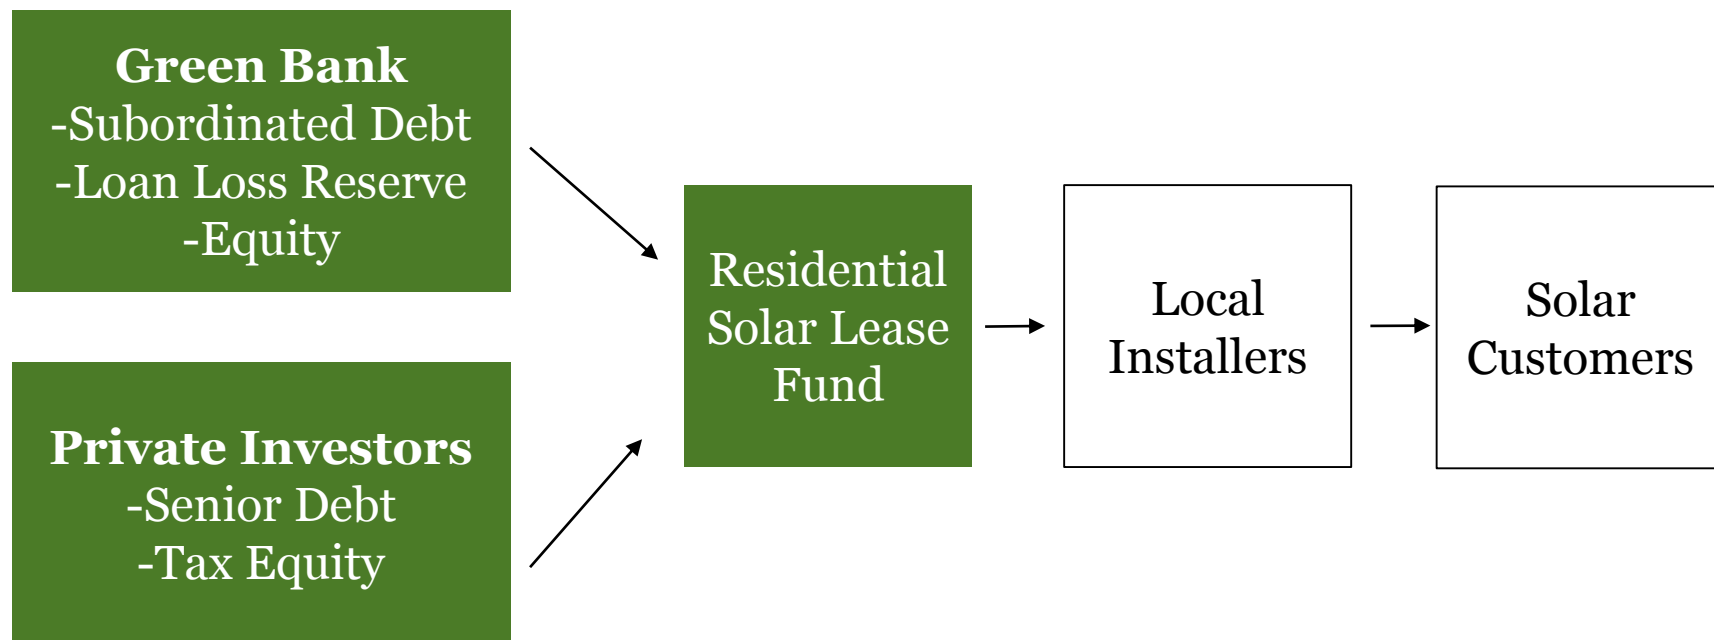 Green Bank
-Subordinated Debt
-Loan Loss Reserve
-Equity
Private Investors
-Senior Debt
-Tax Equity
Residential
Solar Lease
Fund
Local
Installers
Solar
Customers